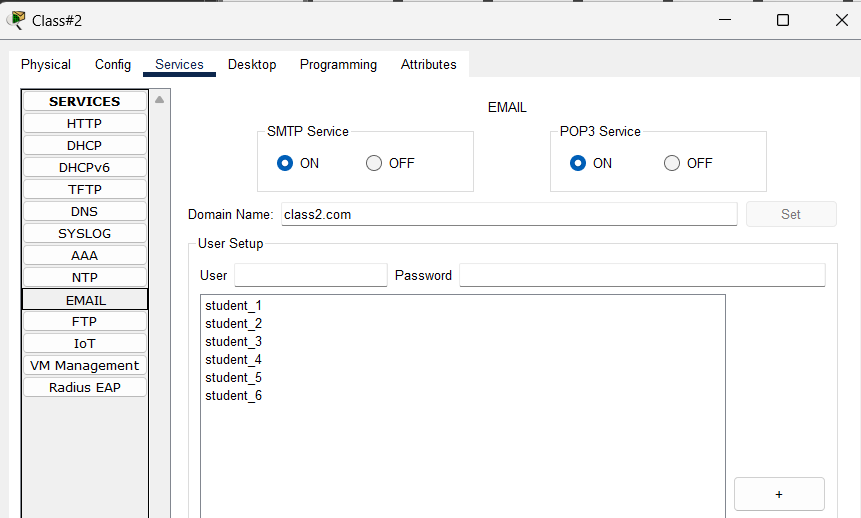 Class#2
Physical Config Services Desktop Programming Attributes
SERVICES
HTTP
DHCP
DHCPv6
TFTP
DNS
SYSLOG
AAA
NTP
EMAIL
FTP
IoT
VM Management
Radius EAP
EMAIL
SMTP Service
ON OFF
POP3 Service
ON OFF
Domain Name: class2.com Set
User Setup
User Password
student_1
student_2
student_3
student_4
student_5
student_6
+